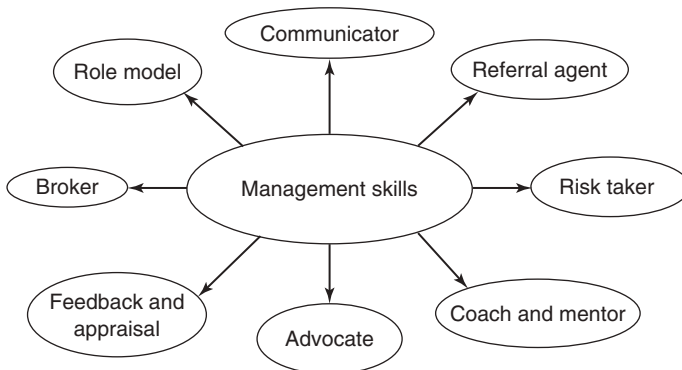 Communicator
Role model
Referral agent
Broker
Management skills
Risk taker
Feedback and
appraisal
Coach and mentor
Advocate